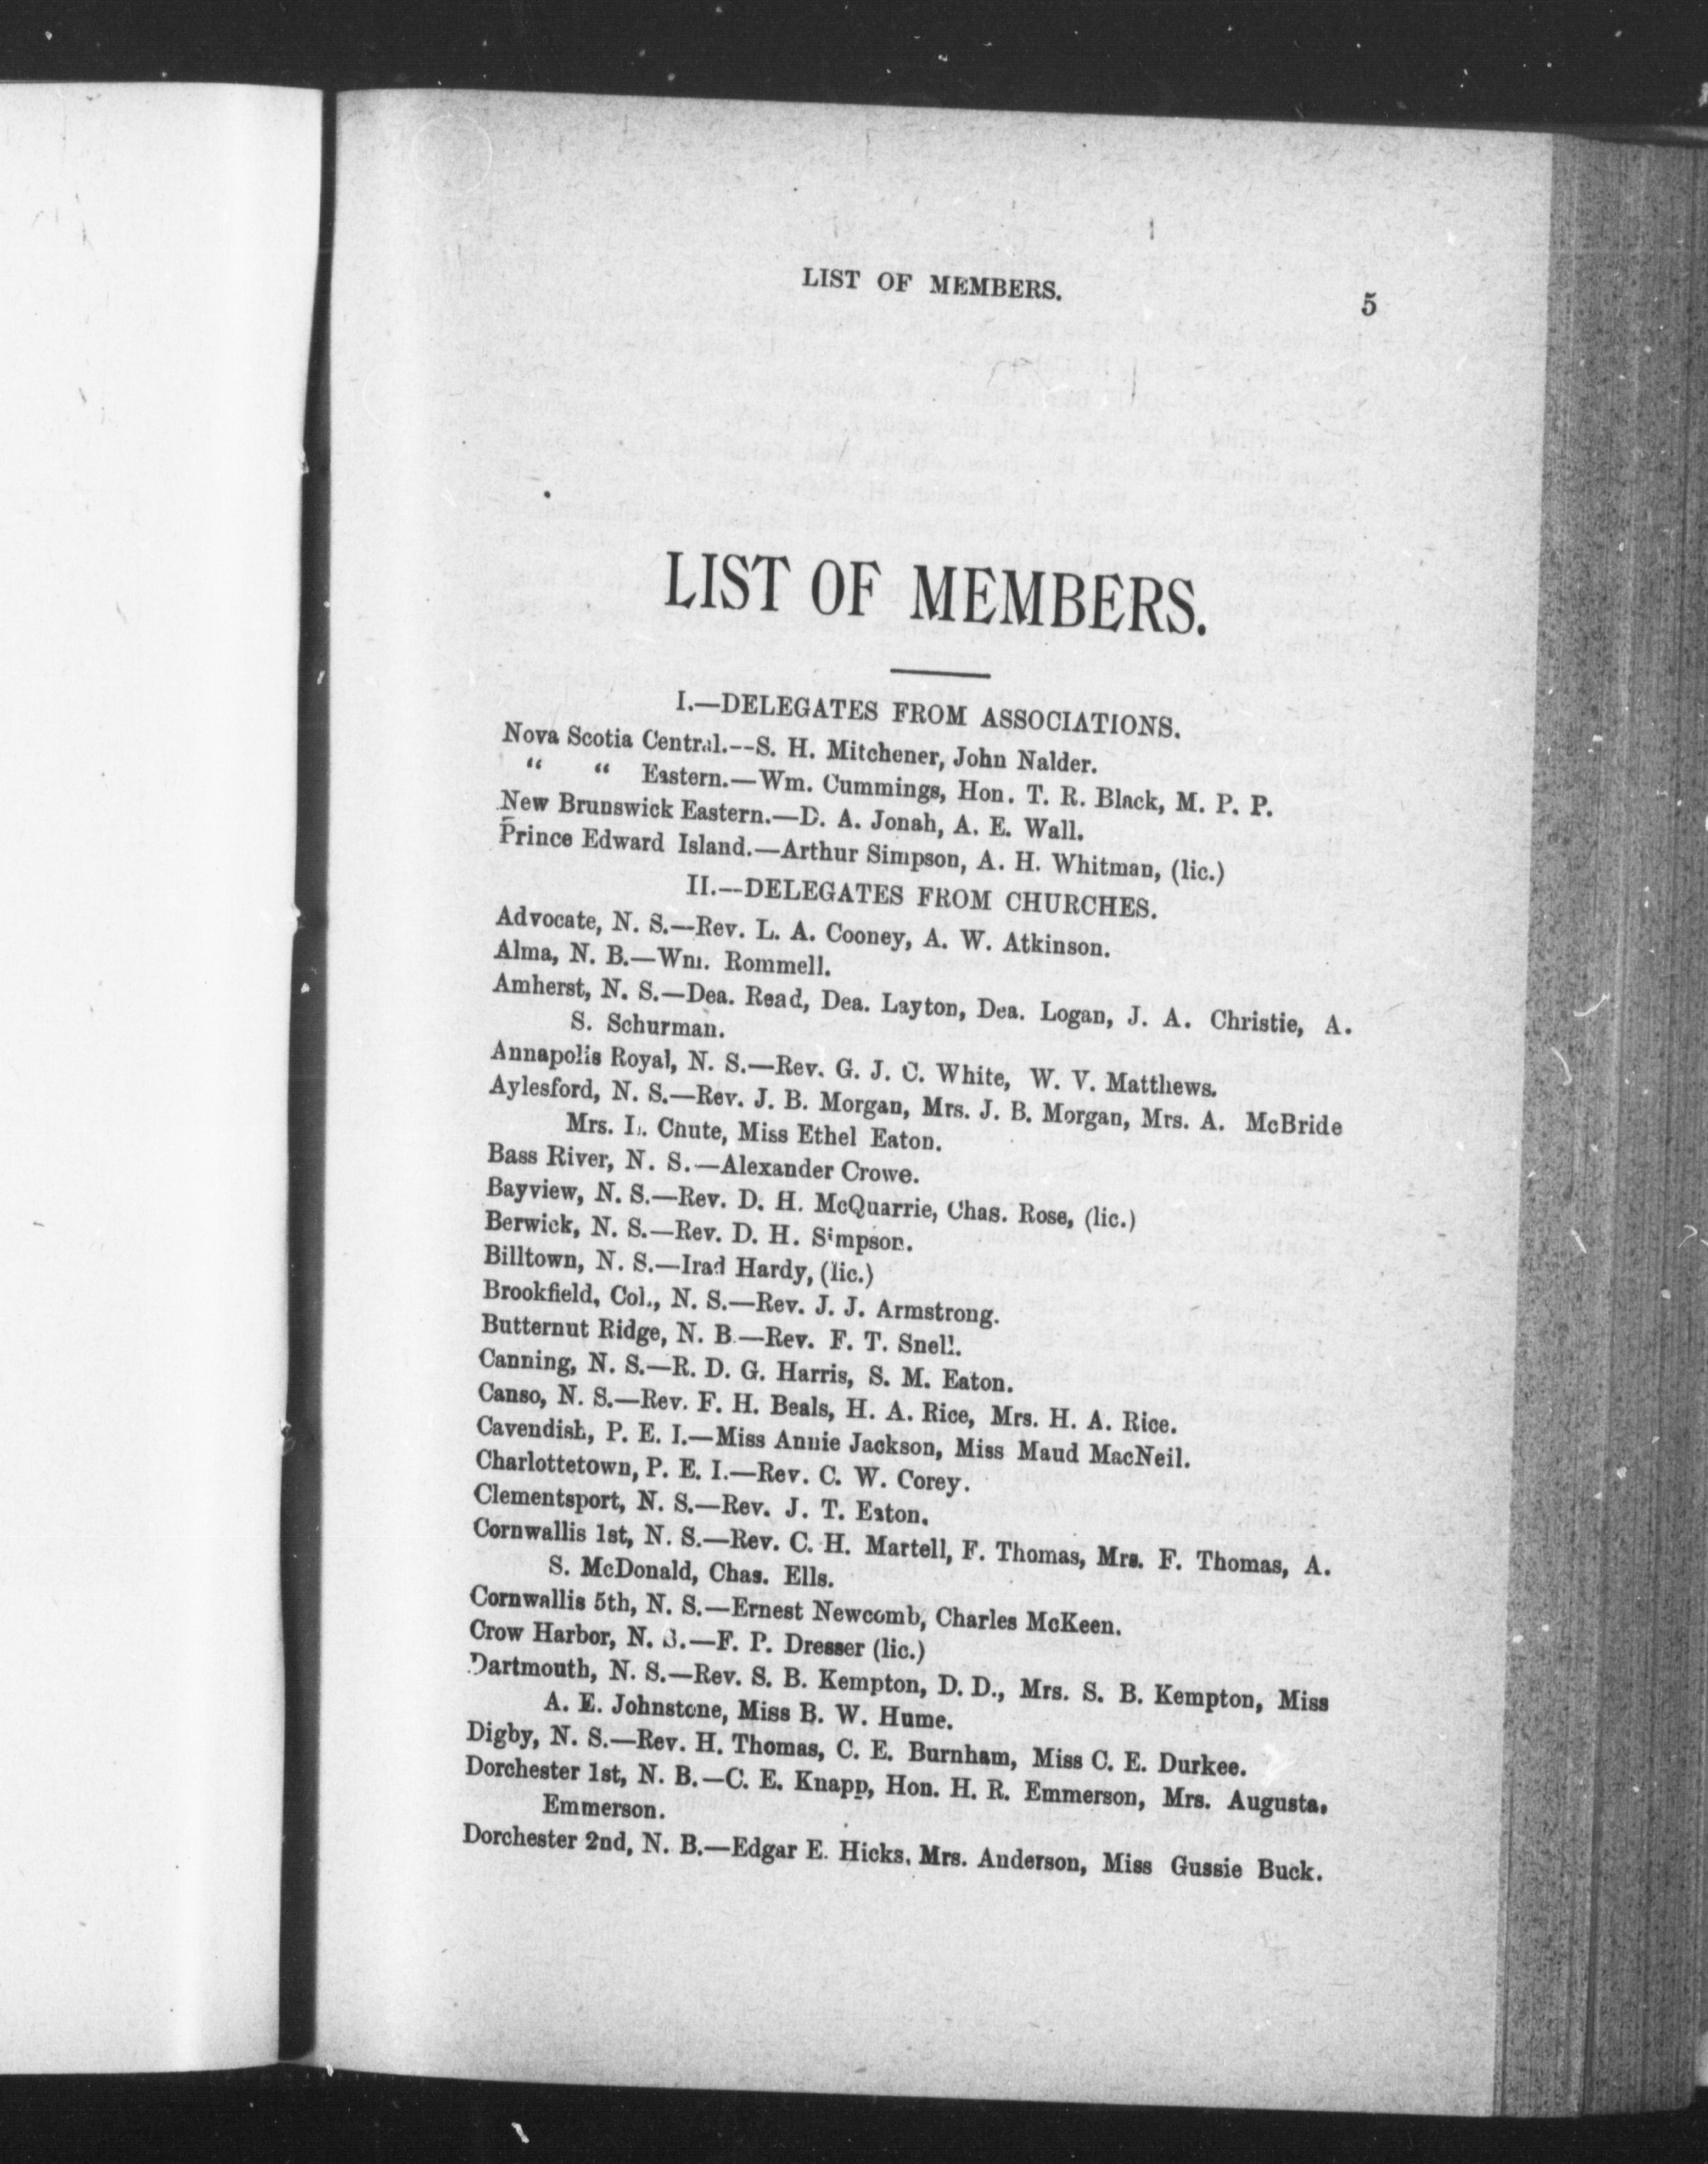 LIST OF MEMBERS.
5
LIST OF MEMBERS.
I.—DELEGATES FROM ASSOCIATIONS.
Nova Scotia Central.--S. H. Mitchener, John Nalder.
“ “ Eastern.—Wm. Cummings, Hon. T. R. Black, M. P. P.
New Brunswick Eastern.—D. A. Jonah, A. E. Wall.
Prince Edward Island.—Arthur Simpson, A. H. Whitman, (lic.)
II.—DELEGATES FROM CHURCHES.
Advocate, N. S.—Rev. L. A. Cooney, A. W. Atkinson.
Alma, N. B.—Wm. Rommell.
Amherst, N. S.—Dea. Read, Dea. Layton, Dea. Logan, J. A. Christie, A.
S. Schurman.
Annapolis Royal, N. S.—Rev. G. J. C. White, W. V. Matthews.
Aylesford, N. S.—Rev. J. B. Morgan, Mrs. J. B. Morgan, Mrs. A. McBride
Mrs. L. Chute, Miss Ethel Eaton.
Bass River, N. S.—Alexander Crowe.
Bayview, N. S.—Rev. D. H. McQuarrie, Chas. Rose, (lic.)
Berwick, N. S.—Rev. D. H. Simpson.
Billtown, N. S.—Irad Hardy, (lic.)
Brookfield, Col., N. S.—Rev. J. J. Armstrong.
Butternut Ridge, N. B.—Rev. F. T. Snell.
Canning, N. S.—R. D. G. Harris, S. M. Eaton.
Canso, N. S.—Rev. F. H. Beals, H. A. Rice, Mrs. H. A. Rice.
Cavendish, P. E. I.—Miss Annie Jackson, Miss Maud MacNeil.
Charlottetown, P. E. I.—Rev. C. W. Corey.
Clementsport, N. S.—Rev. J. T. Eaton.
Cornwallis 1st, N. S.—Rev. C. H. Martell, F. Thomas, Mrs. F. Thomas, A.
S. McDonald, Chas. Ells.
Cornwallis 5th, N. S.—Ernest Newcomb, Charles McKeen.
Crow Harbor, N. S.—F. P. Dresser (lic.)
Dartmouth, N. S.—Rev. S. B. Kempton, D. D., Mrs. S. B. Kempton, Miss
A. E. Johnstone, Miss B. W. Hume.
Digby, N. S.—Rev. H. Thomas, C. E. Burnham, Miss C. E. Durkee.
Dorchester 1st, N. B.—C. E. Knapp, Hon. H. R. Emmerson, Mrs. Augusta,
Emmerson.
Dorchester 2nd, N. B.—Edgar E. Hicks, Mrs. Anderson, Miss Gussie Buck.